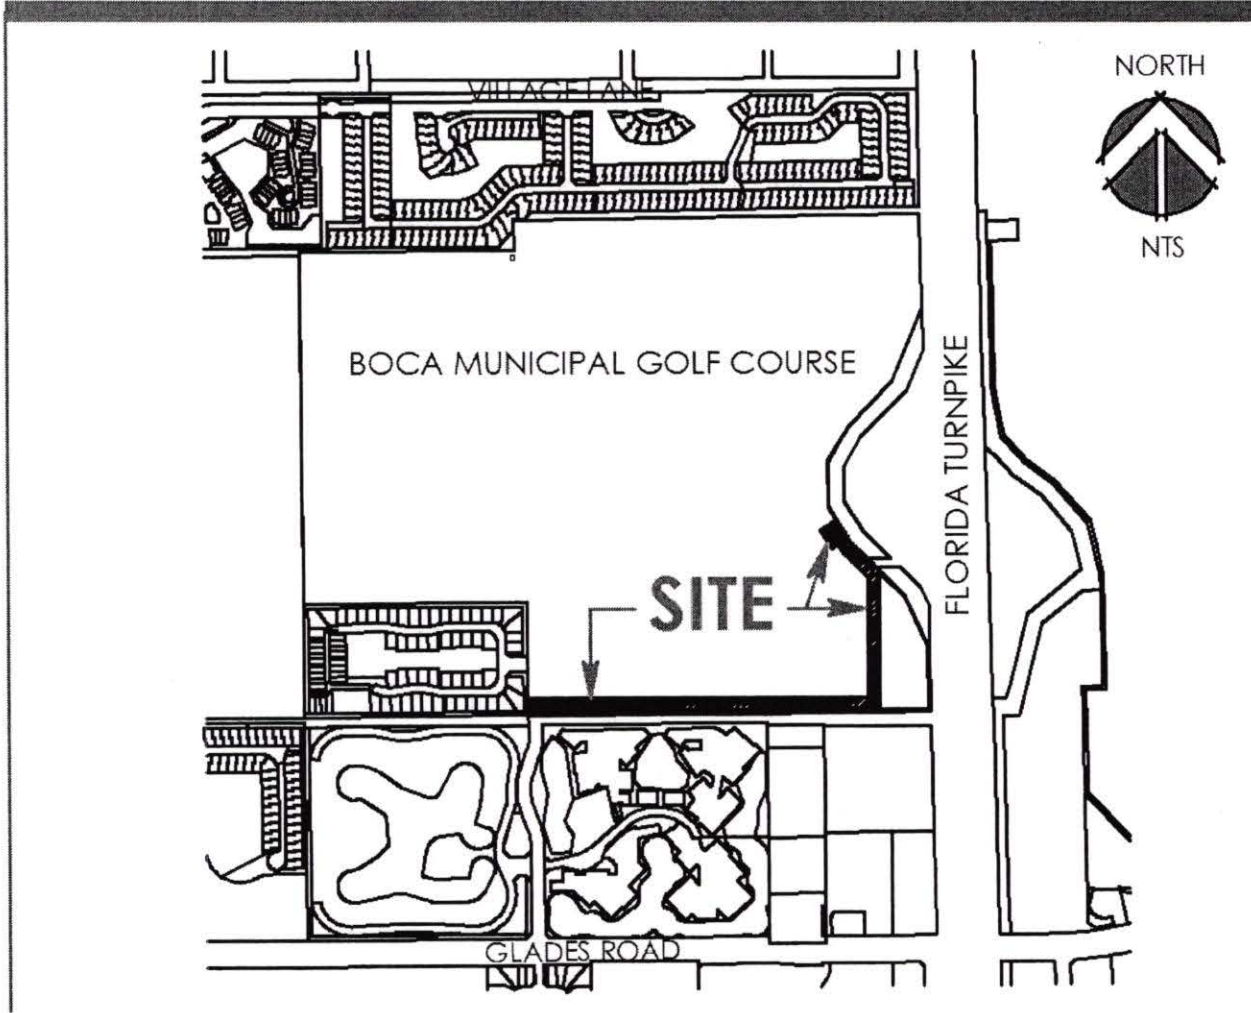 VILLAGE LANE
NORTH
NTS
BOCA MUNICIPAL GOLF COURSE
FLORIDA TURNPIKE
SITE
GLADES ROAD